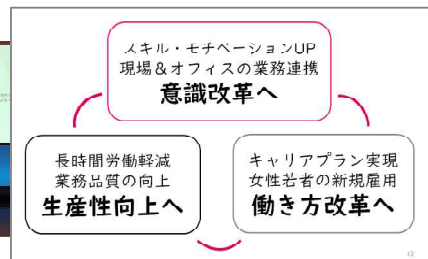 スキル・モチベーションUP
現場＆オフィスの業務連携
意識改革へ
長時間労働軽減
業務品質の向上
生産性向上へ
キャリアプラン実現
女性若者の新規雇用
働き方改革へ
13